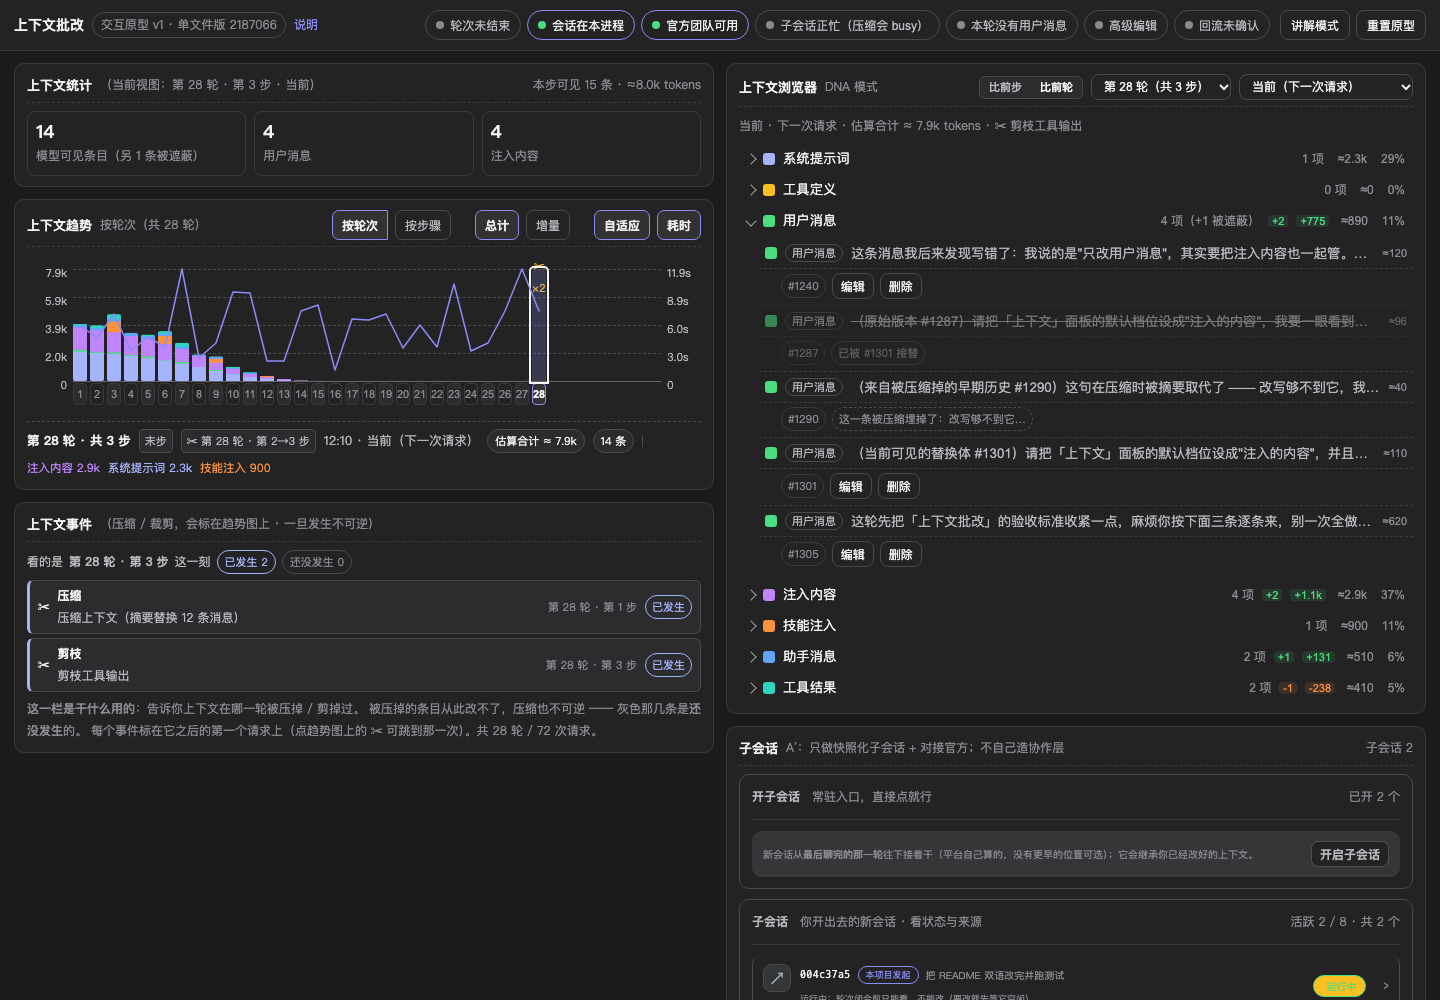 上下文批改 交互原型 v1 · 单文件版 2187066 说明 轮次未结束 会话在本进程 官方团队可用 子会话正忙（压缩会 busy） 本轮没有用户消息 高级编辑 回流未确认 讲解模式 重置原型
上下文统计 （当前视图：第 28 轮 · 第 3 步 · 当前） 本步可见 15 条 · ≈8.0k tokens
14 4 4
模型可见条目（另 1 条被遮蔽） 用户消息 注入内容
上下文趋势 按轮次（共 28 轮） 按轮次 按步骤 总计 增量 自适应 耗时
7.9k 11.9s
×2
5.9k 8.9s
3.9k 6.0s
2.0k 3.0s
0 0
1 2 3 4 5 6 7 8 9 10 11 12 13 14 15 16 17 18 19 20 21 22 23 24 25 26 27 28
第 28 轮 · 共 3 步 末步 ✂ 第 28 轮 · 第 2→3 步 12:10 · 当前（下一次请求） 估算合计 ≈ 7.9k 14 条
注入内容 2.9k 系统提示词 2.3k 技能注入 900
上下文事件 （压缩 / 裁剪，会标在趋势图上 · 一旦发生不可逆）
看的是 第 28 轮 · 第 3 步 这一刻 已发生 2 还没发生 0
✂ 压缩
压缩上下文（摘要替换 12 条消息） 第 28 轮 · 第 1 步 已发生
✂ 剪枝
剪枝工具输出 第 28 轮 · 第 3 步 已发生
这一栏是干什么用的：告诉你上下文在哪一轮被压掉 / 剪掉过。 被压掉的条目从此改不了，压缩也不可逆 —— 灰色那几条是还
没发生的。 每个事件标在它之后的第一个请求上（点趋势图上的 ✂ 可跳到那一次）。共 28 轮 / 72 次请求。
上下文浏览器 DNA 模式 比前步 比前轮 第 28 轮（共 3 步） 当前（下一次请求）
当前 · 下一次请求 · 估算合计 ≈ 7.9k tokens · ✂ 剪枝工具输出
系统提示词 1 项 ≈2.3k 29%
工具定义 0 项 ≈0 0%
用户消息 4 项（+1 被遮蔽） +2 +775 ≈890 11%
用户消息 这条消息我后来发现写错了：我说的是"只改用户消息"，其实要把注入内容也一起管。… ≈120
#1240 编辑 删除
用户消息 （原始版本 #1287）请把「上下文」面板的默认档位设成"注入的内容"，我要一眼看到… ≈96
#1287 已被 #1301 接替
用户消息 （来自被压缩掉的早期历史 #1290）这句在压缩时被摘要取代了 —— 改写够不到它，我… ≈40
#1290 这一条被压缩埋掉了：改写够不到它…
用户消息 （当前可见的替换体 #1301）请把「上下文」面板的默认档位设成"注入的内容"，并且… ≈110
#1301 编辑 删除
用户消息 这轮先把「上下文批改」的验收标准收紧一点，麻烦你按下面三条逐条来，别一次全做… ≈620
#1305 编辑 删除
注入内容 4 项 +2 +1.1k ≈2.9k 37%
技能注入 1 项 ≈900 11%
助手消息 2 项 +1 +131 ≈510 6%
工具结果 2 项 -1 -238 ≈410 5%
子会话 A′：只做快照化子会话 + 对接官方；不自己造协作层 子会话 2
开子会话 常驻入口，直接点就行 已开 2 个
新会话从最后聊完的那一轮往下接着干（平台自己算的，没有更早的位置可选）；它会继承你已经改好的上下文。 开启子会话
子会话 你开出去的新会话 · 看状态与来源 活跃 2 / 8 · 共 2 个
004c37a5 本项目发起 把 README 双语改完并跑测试
运行中